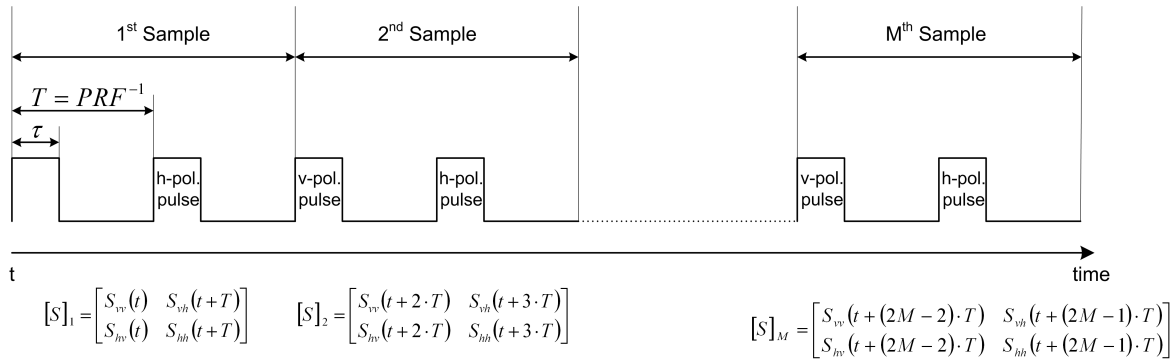 1st Sample
2nd Sample
Mth Sample
T = PRF⁻¹
τ
h-pol. pulse
v-pol. pulse
h-pol. pulse
v-pol. pulse
h-pol. pulse
t
time
[S]₁ = [S_vv(t) S_vh(t+T)
S_hv(t) S_hh(t+T)]
[S]₂ = [S_vv(t+2·T) S_vh(t+3·T)
S_hv(t+2·T) S_hh(t+3·T)]
[S]_M = [S_vv(t+(2M−2)·T) S_vh(t+(2M−1)·T)
S_hv(t+(2M−2)·T) S_hh(t+(2M−1)·T)]